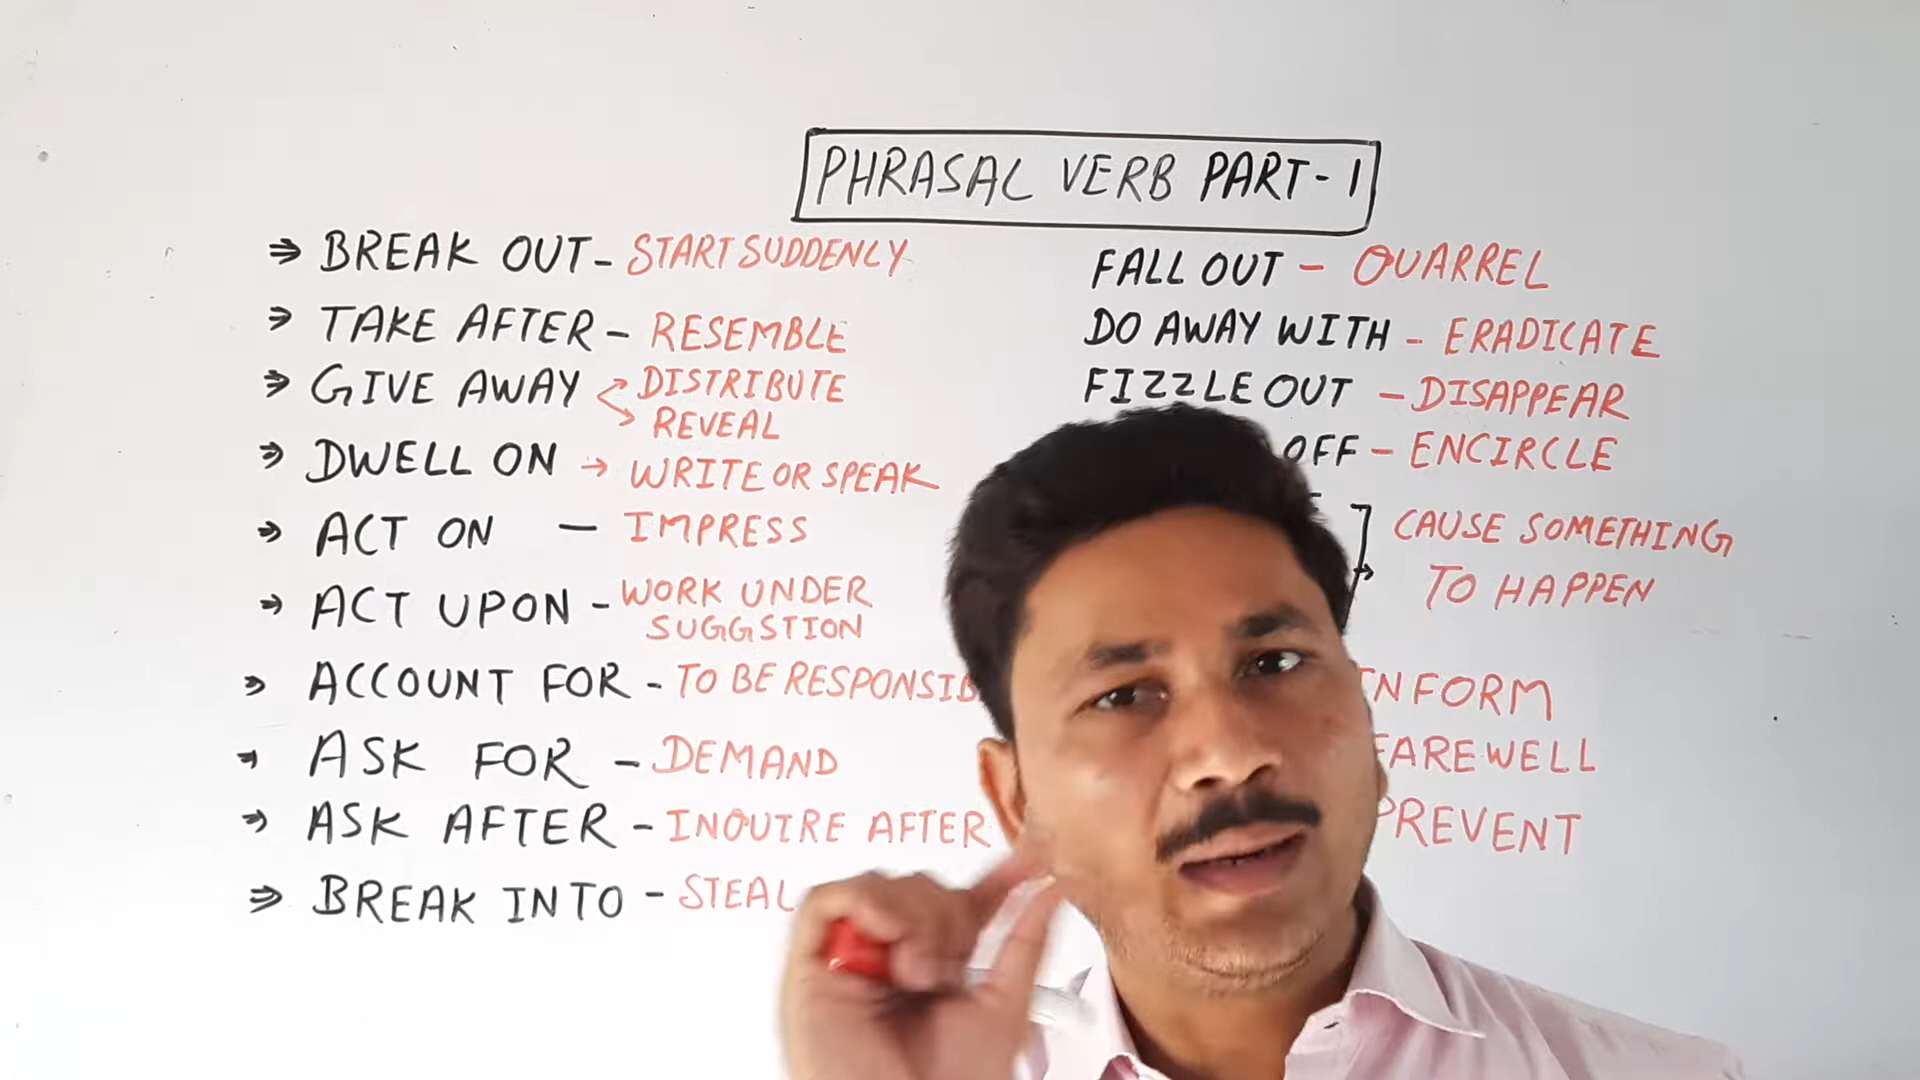 PHRASAL VERB PART-1
⇒ BREAK OUT - START SUDDENLY
⇒ TAKE AFTER - RESEMBLE
⇒ GIVE AWAY DISTRIBUTE
REVEAL
⇒ DWELL ON → WRITE OR SPEAK
⇒ ACT ON - IMPRESS
⇒ ACT UPON - WORK UNDER
SUGGSTION
⇒ ACCOUNT FOR - TO BE
⇒ ASK FOR - DEMAND
⇒ ASK AFTER - INQUIRE AFTER
⇒ BREAK INTO - STEAL
FALL OUT - QUARREL
DO AWAY WITH - ERADICATE
FIZZLE OUT - DISAPPEAR
OFF - ENCIRCLE
CAUSE SOMETHING
TO HAPPEN
INFORM
FAREWELL
PREVENT